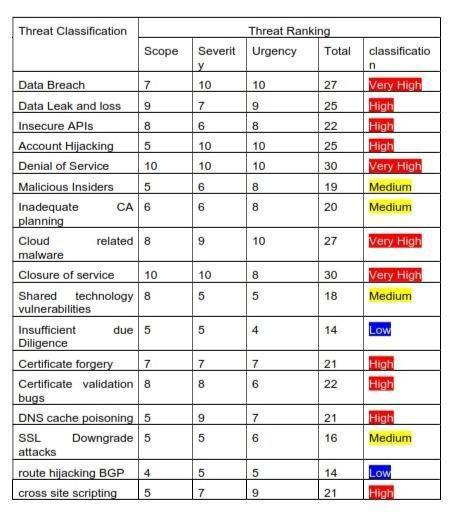 Threat Classification Threat Ranking
Scope Severit Urgency Total classificatio
y n
Data Breach 7 10 10 27 Very High
Data Leak and loss 9 7 9 25 High
Insecure APIs 8 6 8 22 High
Account Hijacking 5 10 10 25 High
Denial of Service 10 10 10 30 Very High
Malicious Insiders 5 6 8 19 Medium
Inadequate CA 6 6 8 20 Medium
planning
Cloud related 8 9 10 27 Very High
malware
Closure of service 10 10 8 30 Very High
Shared technology 8 5 5 18 Medium
vulnerabilities
Insufficient due 5 5 4 14 Low
Diligence
Certificate forgery 7 7 7 21 High
Certificate validation 8 8 6 22 High
bugs
DNS cache poisoning 5 9 7 21 High
SSL Downgrade 5 5 6 16 Medium
attacks
route hijacking BGP 4 5 5 14 Low
cross site scripting 5 7 9 21 High